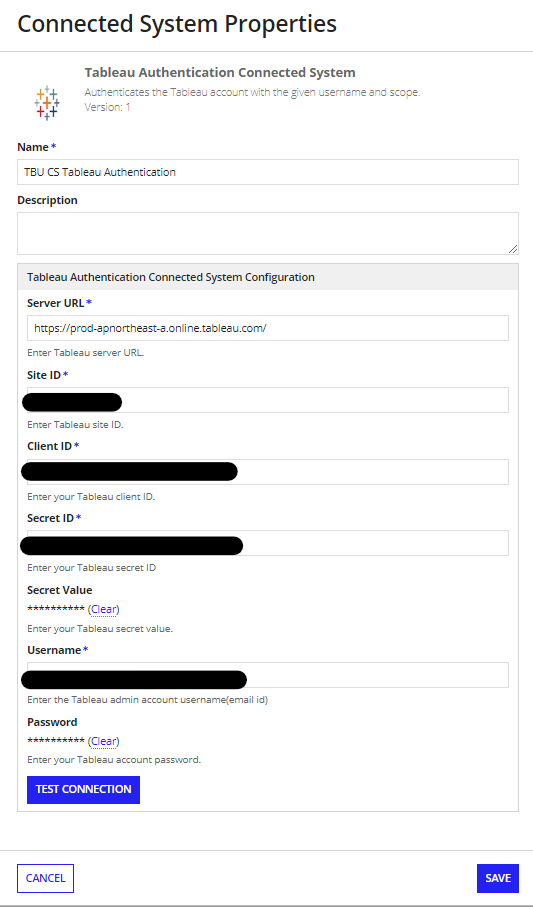 Connected System Properties
Tableau Authentication Connected System
Authenticates the Tableau account with the given username and scope.
Version: 1
Name*
TBU CS Tableau Authentication
Description
Tableau Authentication Connected System Configuration
Server URL*
https://prod-apnortheast-a.online.tableau.com/
Enter Tableau server URL.
Site ID*
Enter Tableau site ID.
Client ID*
Enter your Tableau client ID.
Secret ID*
Enter your Tableau secret ID
Secret Value
********** (Clear)
Enter your Tableau secret value.
Username*
Enter the Tableau admin account username(email id)
Password
********** (Clear)
Enter your Tableau account password.
TEST CONNECTION
CANCEL
SAVE